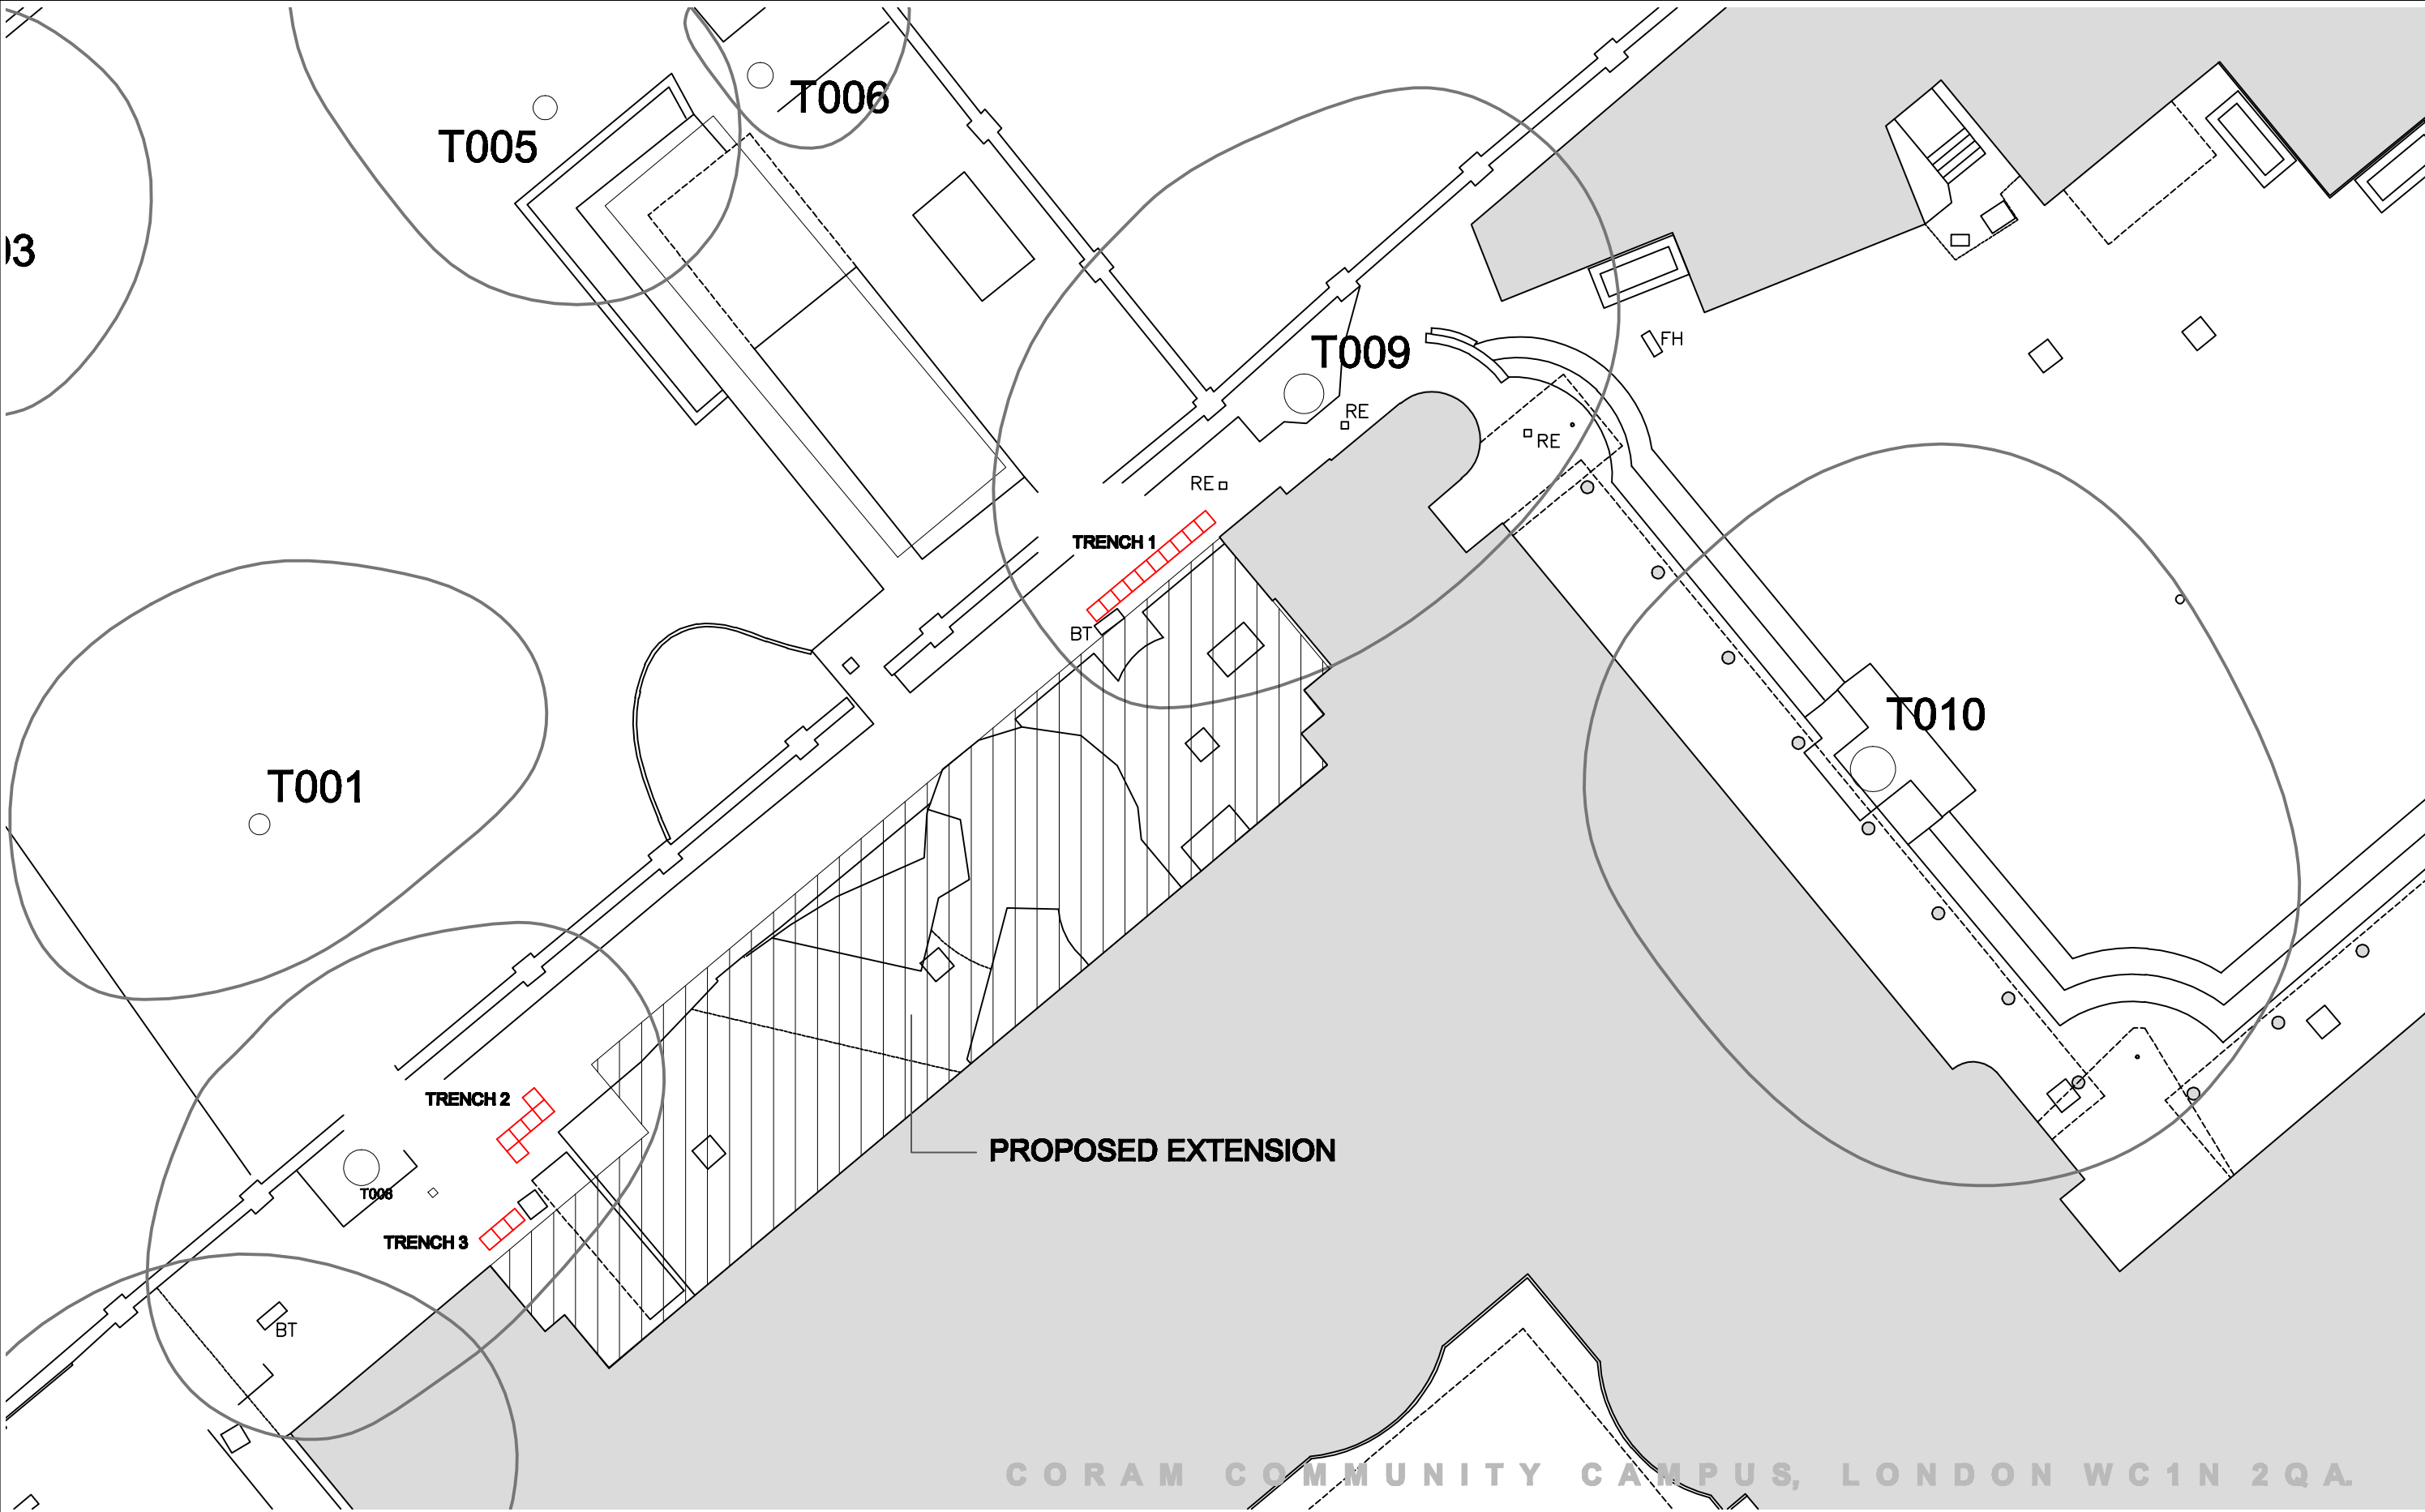 T006
T005
03
T009
FH
RE
RE
RE
TRENCH 1
BT
T010
T001
TRENCH 2
PROPOSED EXTENSION
T008
TRENCH 3
BT
CORAM COMMUNITY CAMPUS, LONDON WC1N 2QA.